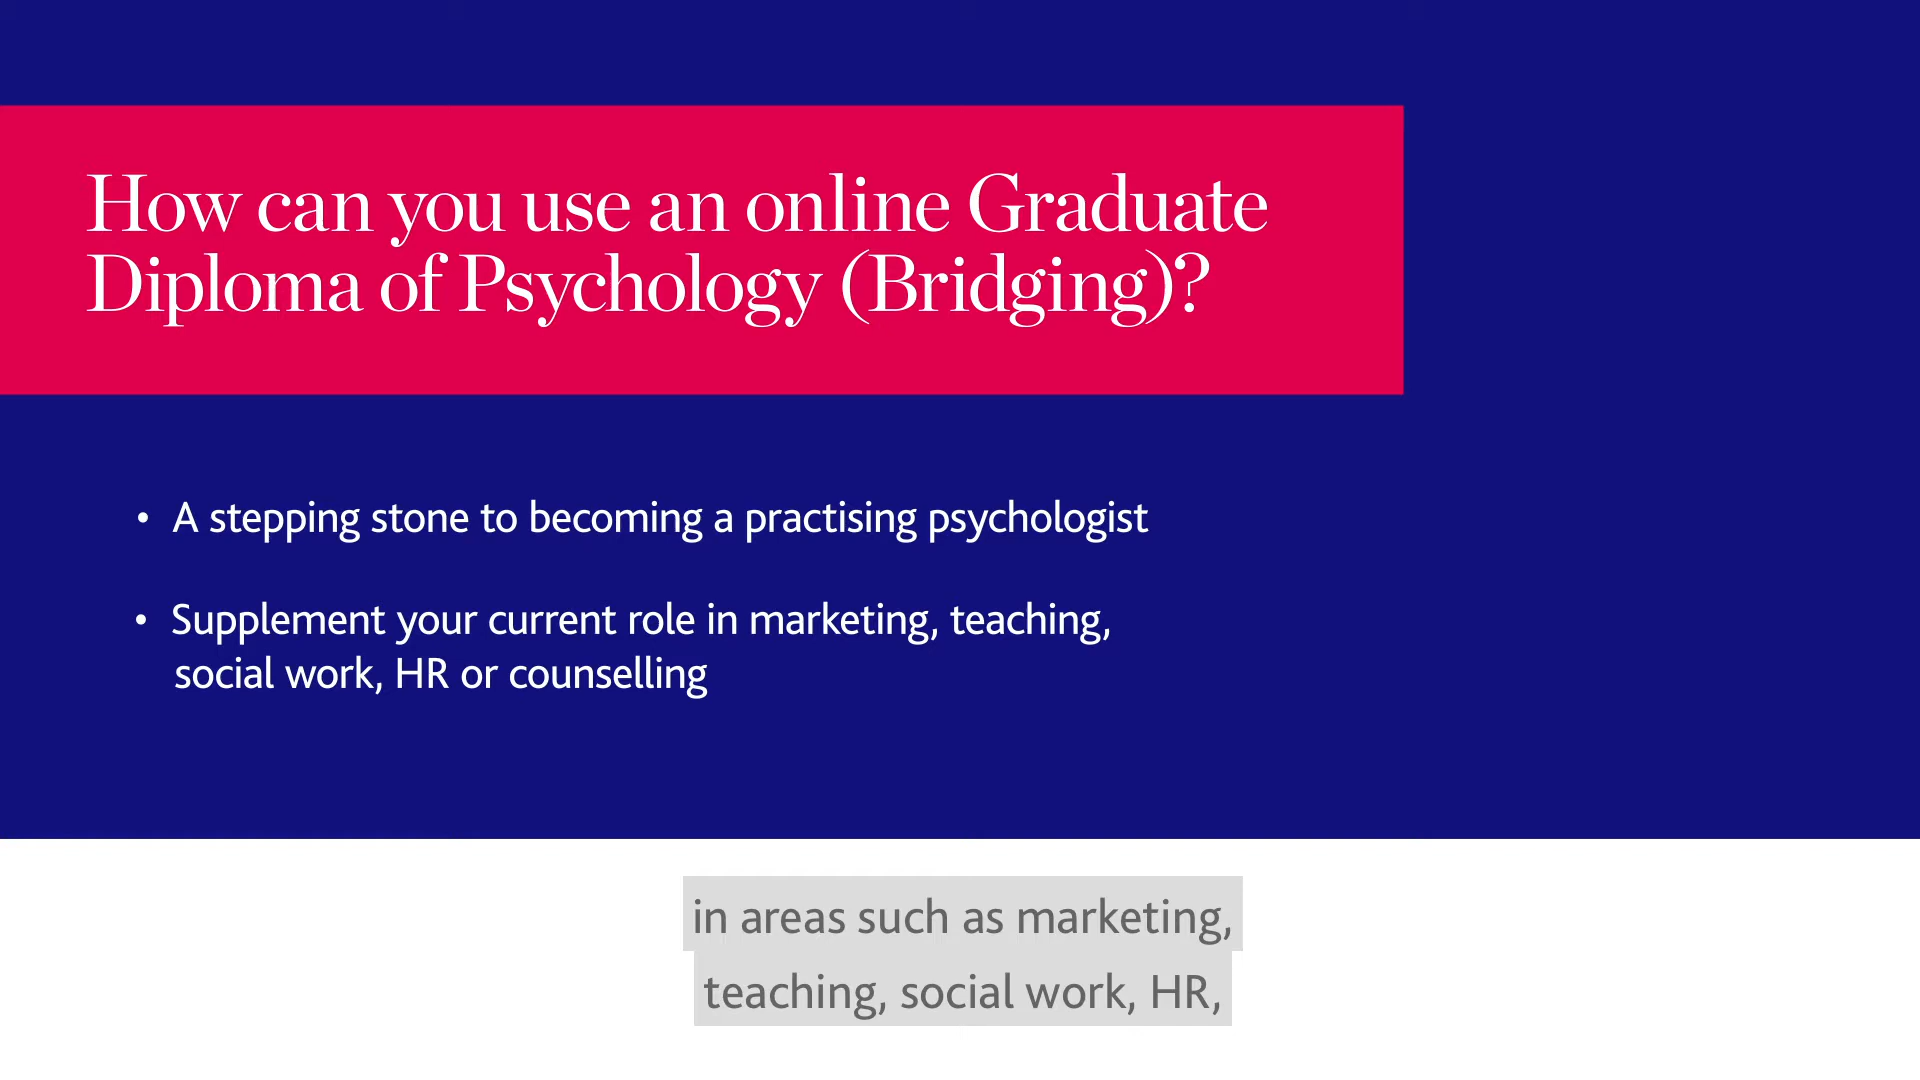 How can you use an online Graduate
Diploma of Psychology (Bridging)?
• A stepping stone to becoming a practising psychologist
• Supplement your current role in marketing, teaching,
social work, HR or counselling
in areas such as marketing,
teaching, social work, HR,